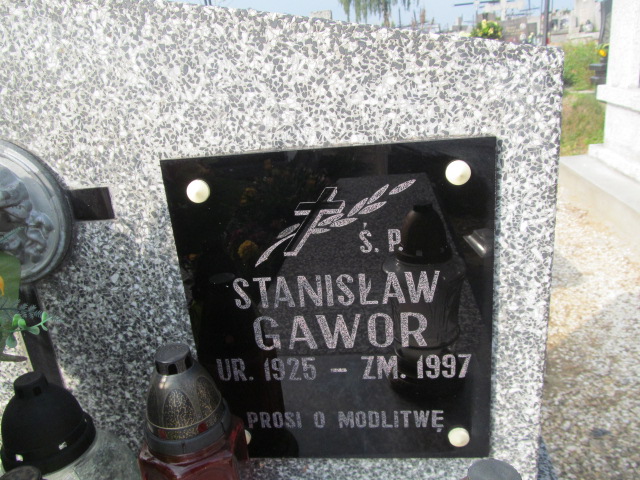 Ś. P.
STANISŁAW
GAWOR
UR. 1925 - ZM. 1997
PROSI O MODLITWĘ